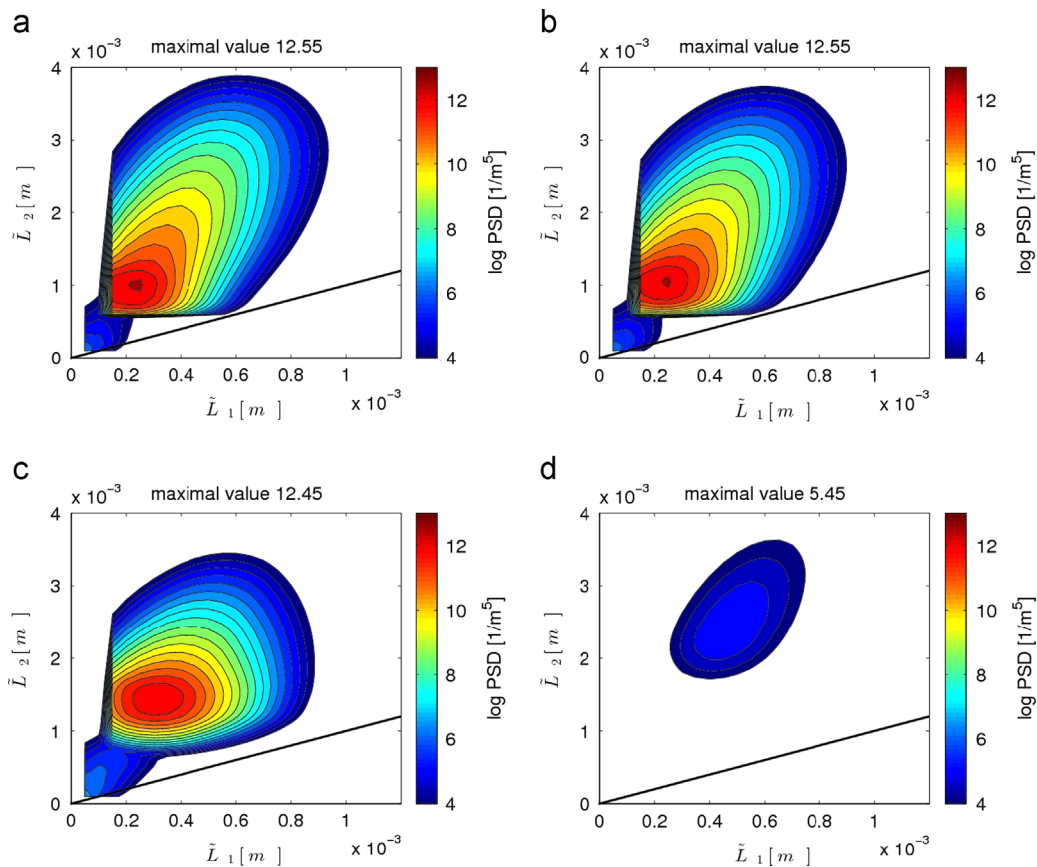 a
maximal value 12.55
x 10⁻³
4
3
2
1
0
0 0.2 0.4 0.6 0.8 1
x 10⁻³
L̃ 1 [ m ]
L̃ 2 [ m ]
12
10
8
6
4
log PSD [1/m⁵]
b
maximal value 12.55
x 10⁻³
4
3
2
1
0
0 0.2 0.4 0.6 0.8 1
x 10⁻³
L̃ 1 [ m ]
L̃ 2 [ m ]
12
10
8
6
4
log PSD [1/m⁵]
c
maximal value 12.45
x 10⁻³
4
3
2
1
0
0 0.2 0.4 0.6 0.8 1
x 10⁻³
L̃ 1 [ m ]
L̃ 2 [ m ]
12
10
8
6
4
log PSD [1/m⁵]
d
maximal value 5.45
x 10⁻³
4
3
2
1
0
0 0.2 0.4 0.6 0.8 1
x 10⁻³
L̃ 1 [ m ]
L̃ 2 [ m ]
12
10
8
6
4
log PSD [1/m⁵]